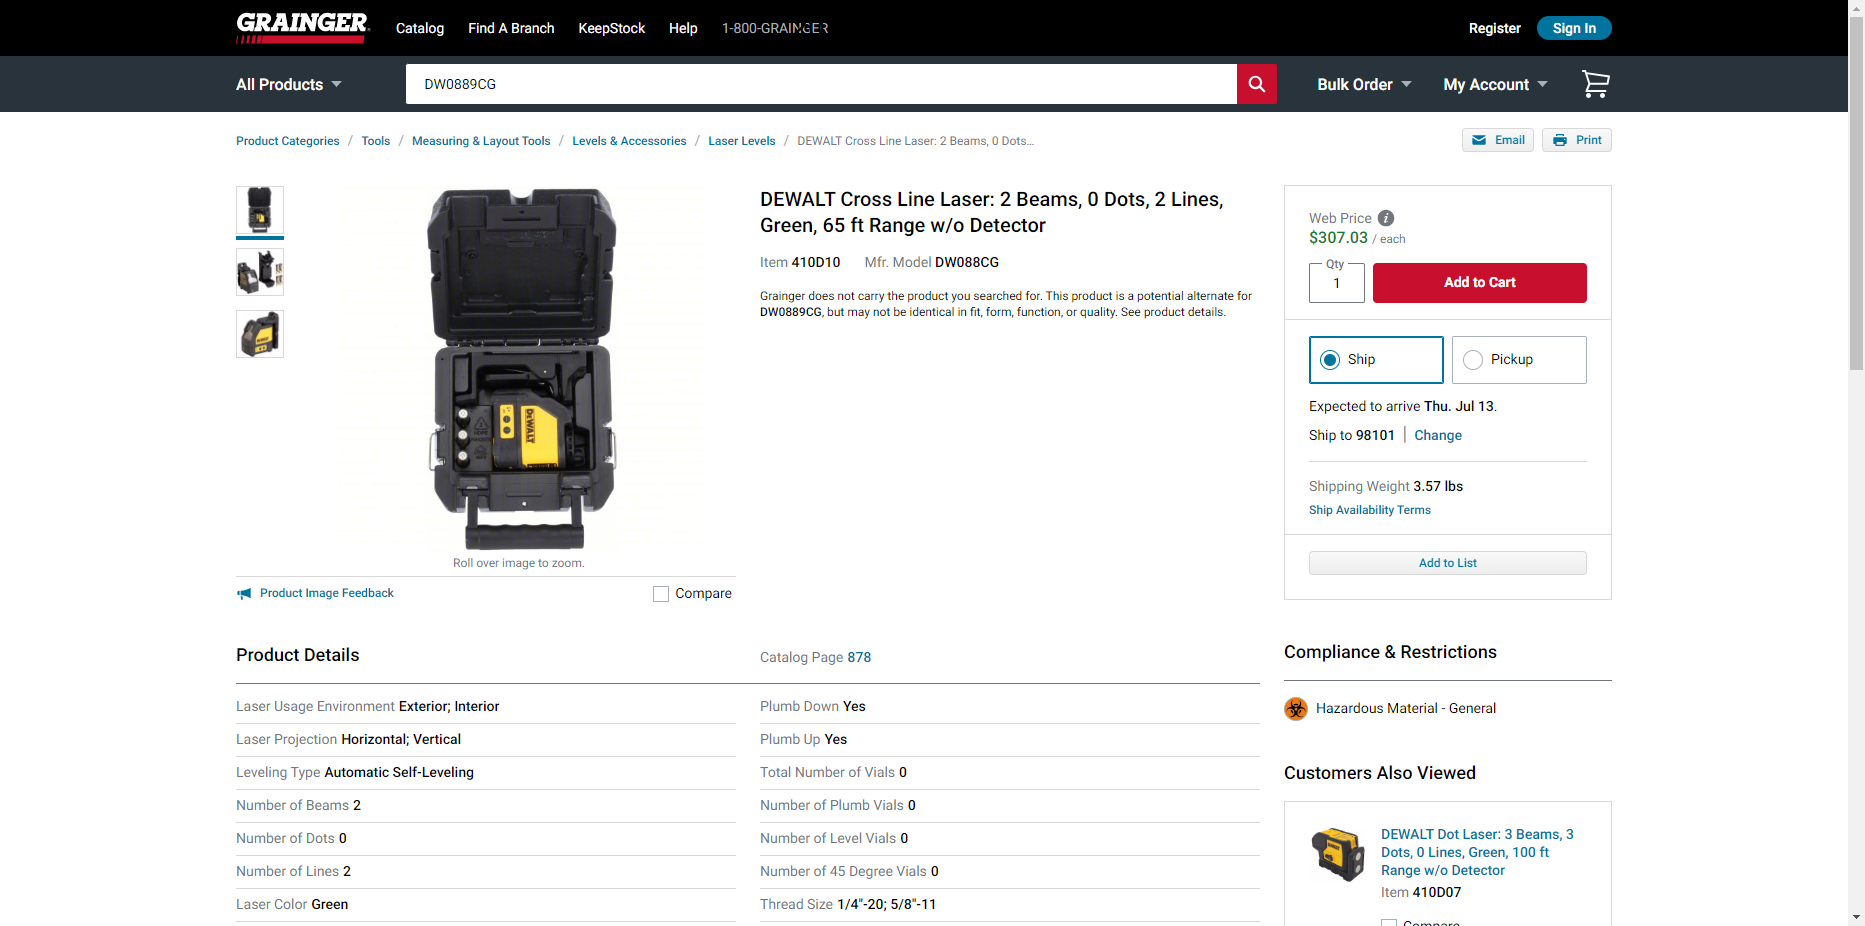 GRAINGER
Catalog
Find A Branch
KeepStock
Help
1-800-GRAINGER
Register
Sign In
All Products
DW0889CG
Bulk Order
My Account
Product Categories / Tools / Measuring & Layout Tools / Levels & Accessories / Laser Levels / DEWALT Cross Line Laser: 2 Beams, 0 Dots...
Email
Print
DEWALT
Roll over image to zoom.
Product Image Feedback
Compare
DEWALT Cross Line Laser: 2 Beams, 0 Dots, 2 Lines,
Green, 65 ft Range w/o Detector
Item 410D10
Mfr. Model DW088CG
Grainger does not carry the product you searched for. This product is a potential alternate for
DW0889CG, but may not be identical in fit, form, function, or quality. See product details.
Web Price
$307.03 / each
Qty
1
Add to Cart
Ship
Pickup
Expected to arrive Thu. Jul 13.
Ship to 98101 | Change
Shipping Weight 3.57 lbs
Ship Availability Terms
Add to List
Product Details
Catalog Page 878
Laser Usage Environment Exterior; Interior
Laser Projection Horizontal; Vertical
Leveling Type Automatic Self-Leveling
Number of Beams 2
Number of Dots 0
Number of Lines 2
Laser Color Green
Plumb Down Yes
Plumb Up Yes
Total Number of Vials 0
Number of Plumb Vials 0
Number of Level Vials 0
Number of 45 Degree Vials 0
Thread Size 1/4"-20; 5/8"-11
Compliance & Restrictions
Hazardous Material - General
Customers Also Viewed
DEWALT Dot Laser: 3 Beams, 3
Dots, 0 Lines, Green, 100 ft
Range w/o Detector
Item 410D07
Compare